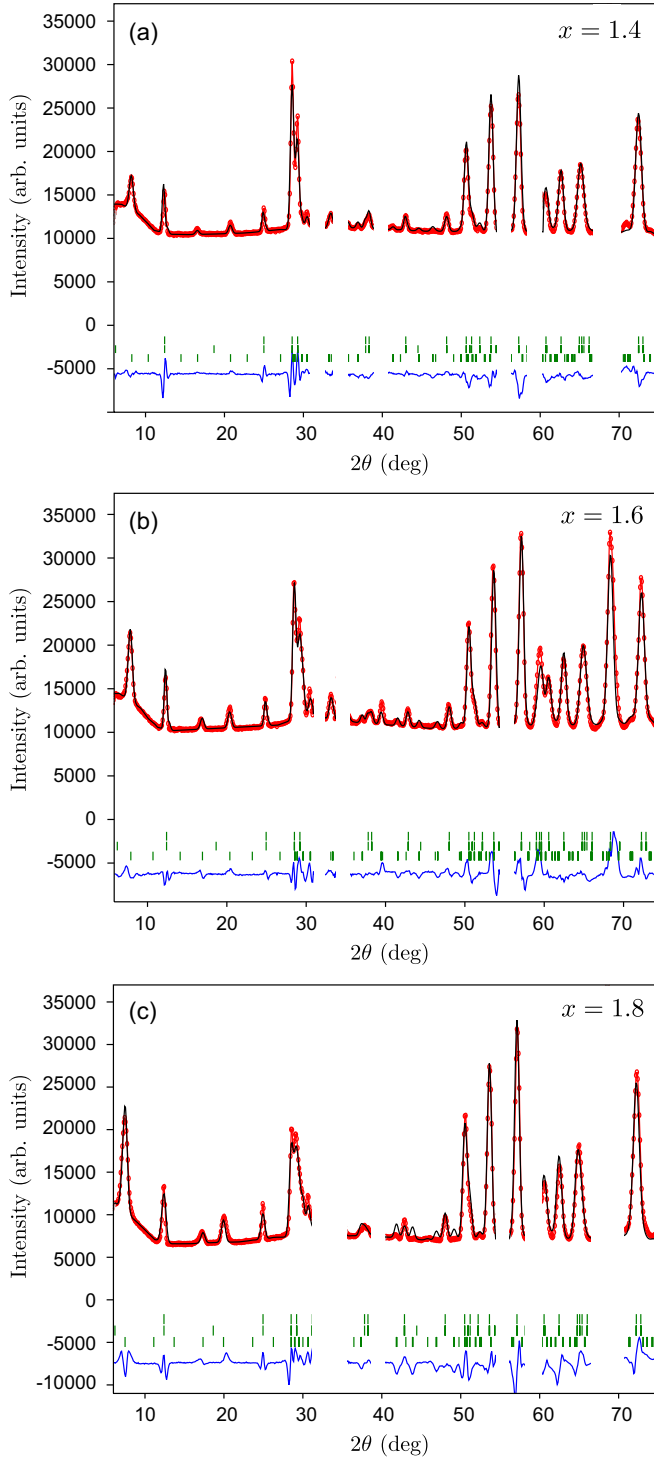 35000
(a)
x = 1.4
30000
25000
20000
15000
10000
5000
0
-5000
Intensity (arb. units)
10 20 30 40 50 60 70
2θ (deg)
35000
(b)
x = 1.6
30000
25000
20000
15000
10000
5000
0
-5000
Intensity (arb. units)
10 20 30 40 50 60 70
2θ (deg)
35000
(c)
x = 1.8
30000
25000
20000
15000
10000
5000
0
-5000
-10000
Intensity (arb. units)
10 20 30 40 50 60 70
2θ (deg)